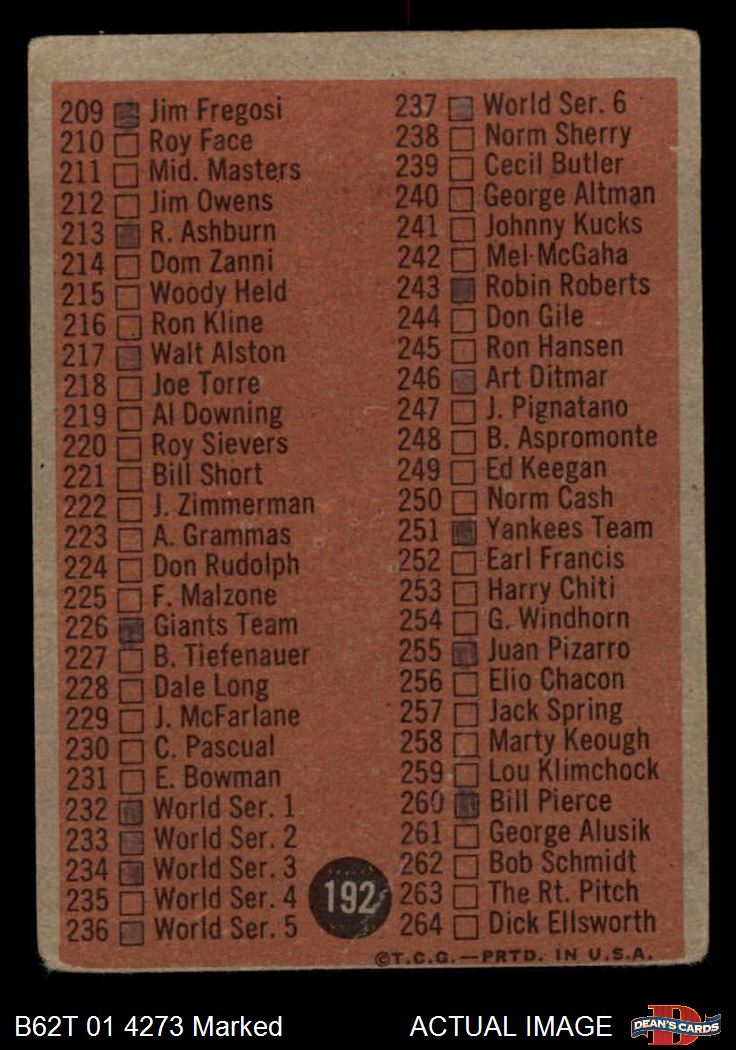 209 Jim Fregosi
210 Roy Face
211 Mid. Masters
212 Jim Owens
213 R. Ashburn
214 Dom Zanni
215 Woody Held
216 Ron Kline
217 Walt Alston
218 Joe Torre
219 Al Downing
220 Roy Sievers
221 Bill Short
222 J. Zimmerman
223 A. Grammas
224 Don Rudolph
225 F. Malzone
226 Giants Team
227 B. Tiefenauer
228 Dale Long
229 J. McFarlane
230 C. Pascual
231 E. Bowman
232 World Ser. 1
233 World Ser. 2
234 World Ser. 3
235 World Ser. 4
236 World Ser. 5
237 World Ser. 6
238 Norm Sherry
239 Cecil Butler
240 George Altman
241 Johnny Kucks
242 Mel McGaha
243 Robin Roberts
244 Don Gile
245 Ron Hansen
246 Art Ditmar
247 J. Pignatano
248 B. Aspromonte
249 Ed Keegan
250 Norm Cash
251 Yankees Team
252 Earl Francis
253 Harry Chiti
254 G. Windhorn
255 Juan Pizarro
256 Elio Chacon
257 Jack Spring
258 Marty Keough
259 Lou Klimchock
260 Bill Pierce
261 George Alusik
262 Bob Schmidt
263 The Rt. Pitch
264 Dick Ellsworth
192
©T.C.G.—PRTD. IN U.S.A.
B62T 01 4273 Marked
ACTUAL IMAGE
D
DEAN'S CARDS